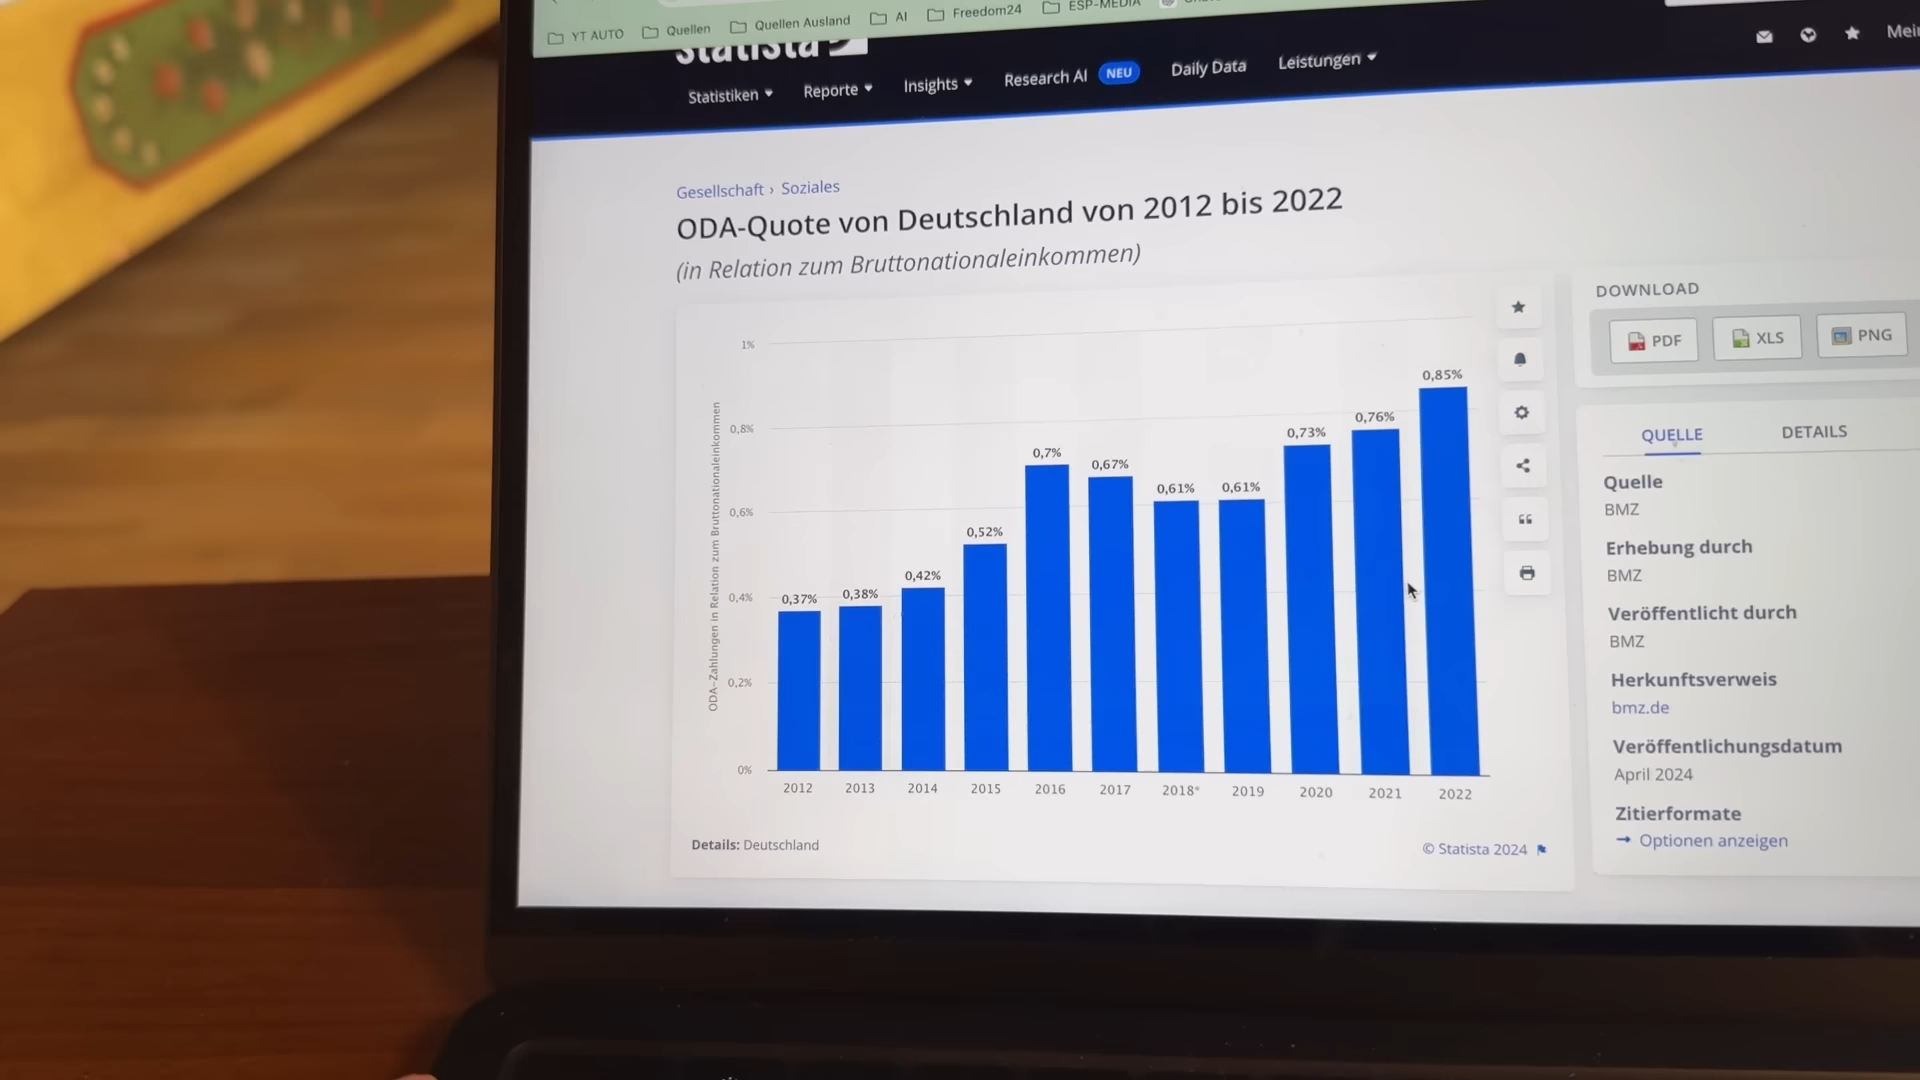 YT AUTO Quellen Quellen Ausland AI Freedom24 ESP-MEDIA
statista
Statistiken Reporte Insights Research AI NEU Daily Data Leistungen
Gesellschaft › Soziales
ODA-Quote von Deutschland von 2012 bis 2022
(in Relation zum Bruttonationaleinkommen)
ODA-Zahlungen in Relation zum Bruttonationaleinkommen
1%
0,8%
0,6%
0,4%
0,2%
0%
0,37% 0,38% 0,42% 0,52% 0,7% 0,67% 0,61% 0,61% 0,73% 0,76% 0,85%
2012 2013 2014 2015 2016 2017 2018* 2019 2020 2021 2022
Details: Deutschland
© Statista 2024
DOWNLOAD
PDF XLS PNG
QUELLE DETAILS
Quelle
BMZ
Erhebung durch
BMZ
Veröffentlicht durch
BMZ
Herkunftsverweis
bmz.de
Veröffentlichungsdatum
April 2024
Zitierformate
→ Optionen anzeigen